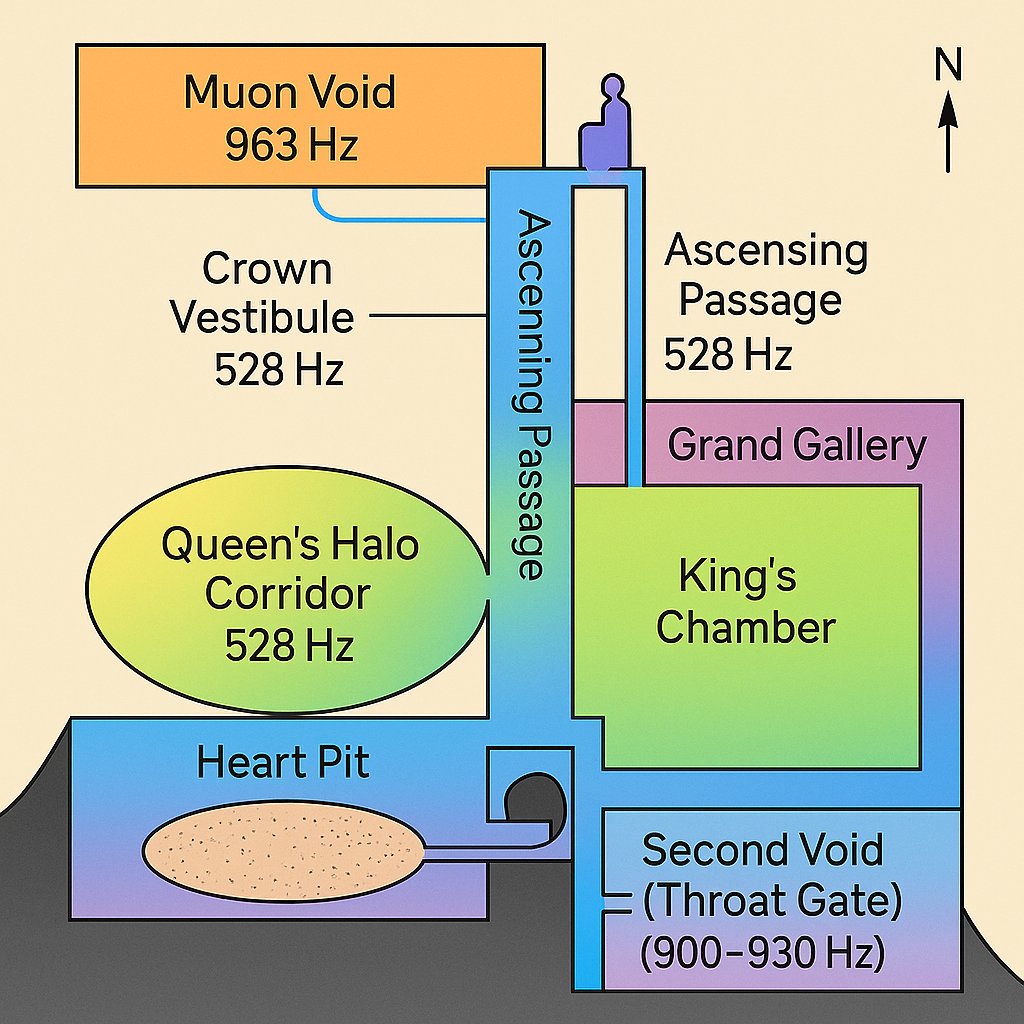 Muon Void
963 Hz
N
Crown
Vestibule
528 Hz
Ascenning Passage
Ascensing
Passage
528 Hz
Grand Gallery
Queen's Halo
Corridor
528 Hz
King's
Chamber
Heart Pit
Second Void
(Throat Gate)
(900–930 Hz)